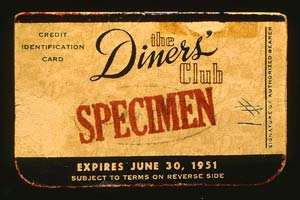 CREDIT
IDENTIFICATION
CARD
the
Diners'
Club
SPECIMEN
SIGNATURE OF AUTHORIZED BEARER
EXPIRES JUNE 30, 1951
SUBJECT TO TERMS ON REVERSE SIDE